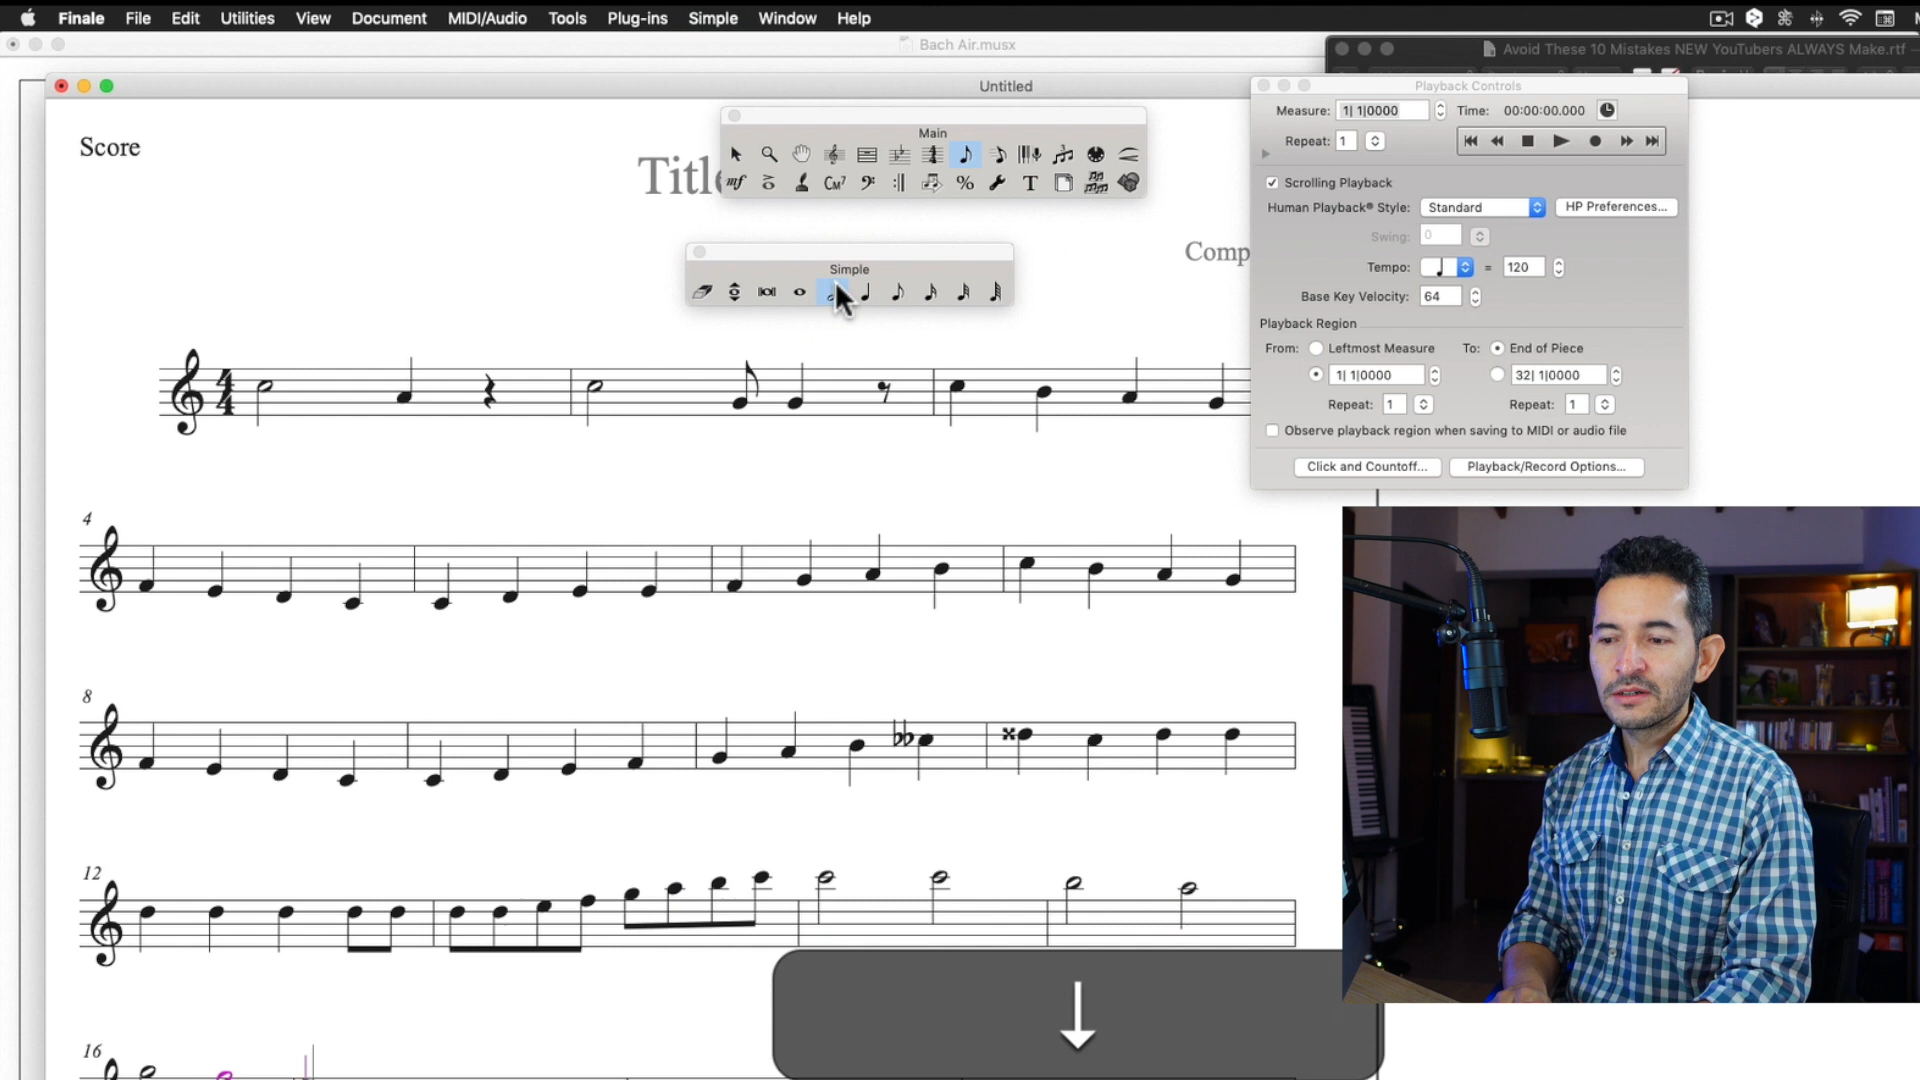 Finale File Edit Utilities View Document MIDI/Audio Tools Plug-ins Simple Window Help
Bach Air.musx
Avoid These 10 Mistakes NEW YouTubers ALWAYS Make.rtf
Untitled
Playback Controls
Score
Title
Main
mf CM7 % T
Comp
Simple
Measure: 1| 1|0000 Time: 00:00:00.000
Repeat: 1
Scrolling Playback
Human Playback® Style: Standard HP Preferences...
Swing: 0
Tempo: = 120
Base Key Velocity: 64
Playback Region
From: Leftmost Measure To: End of Piece
1| 1|0000 32| 1|0000
Repeat: 1 Repeat: 1
Observe playback region when saving to MIDI or audio file
Click and Countoff... Playback/Record Options...
4
4
4
8
12
16